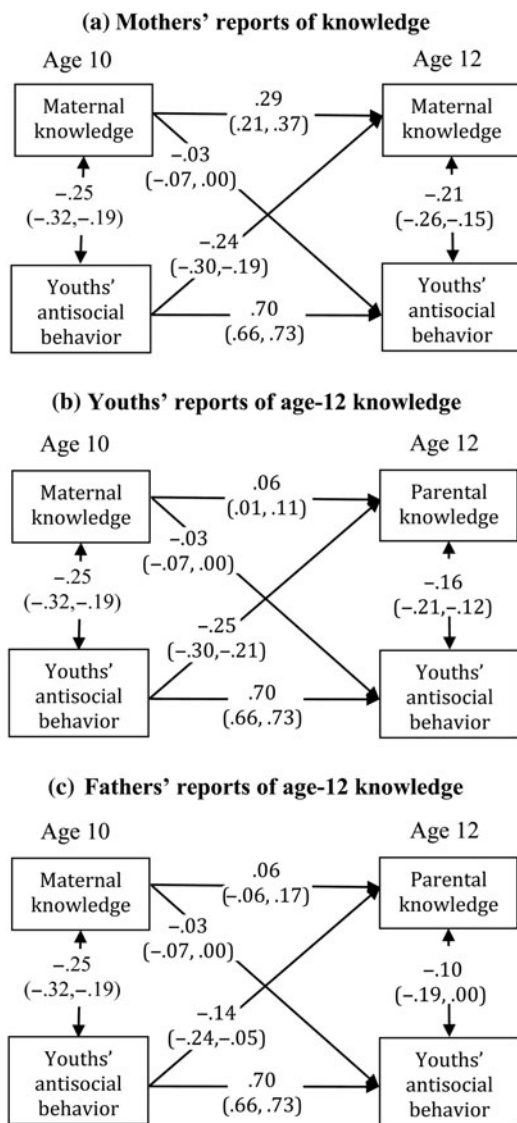 (a) Mothers' reports of knowledge
Age 10
Age 12
Maternal
knowledge
.29
(.21, .37)
Maternal
knowledge
−.03
(−.07, .00)
−.25
(−.32,−.19)
−.21
(−.26,−.15)
−.24
(−.30,−.19)
Youths'
antisocial
behavior
.70
(.66, .73)
Youths'
antisocial
behavior
(b) Youths' reports of age-12 knowledge
Age 10
Age 12
Maternal
knowledge
.06
(.01, .11)
Parental
knowledge
−.03
(−.07, .00)
−.25
(−.32,−.19)
−.16
(−.21,−.12)
−.25
(−.30,−.21)
Youths'
antisocial
behavior
.70
(.66, .73)
Youths'
antisocial
behavior
(c) Fathers' reports of age-12 knowledge
Age 10
Age 12
Maternal
knowledge
.06
(−.06, .17)
Parental
knowledge
−.03
(−.07, .00)
−.25
(−.32,−.19)
−.10
(−.19,.00)
−.14
(−.24,−.05)
Youths'
antisocial
behavior
.70
(.66, .73)
Youths'
antisocial
behavior